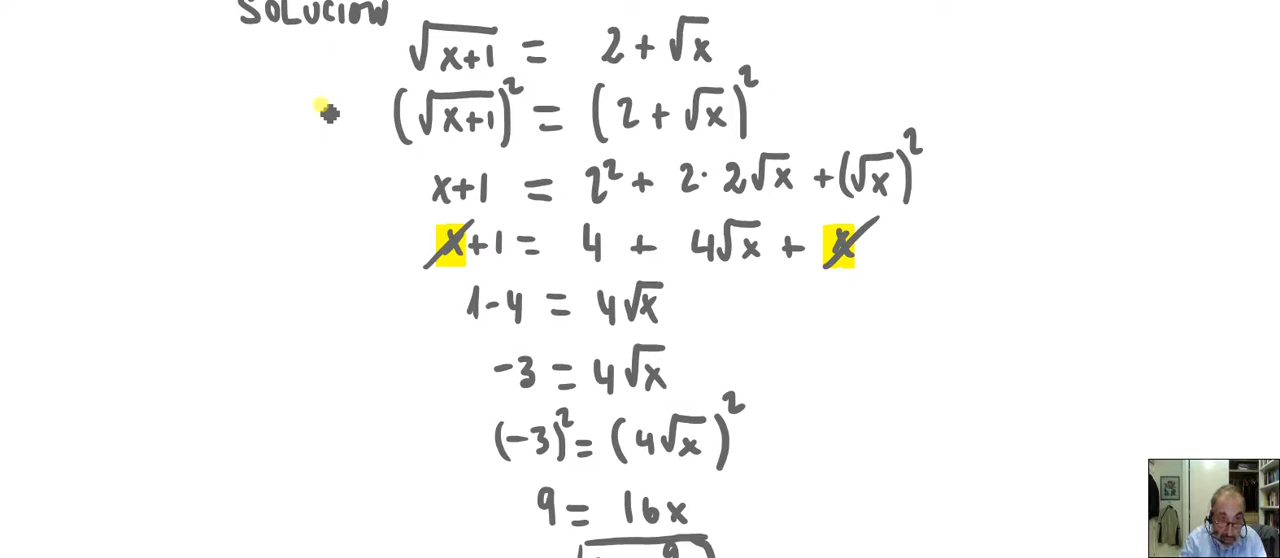 SOLUCION
√(x+1) = 2 + √x
(√(x+1))² = (2 + √x)²
x+1 = 2² + 2·2√x + (√x)²
x+1 = 4 + 4√x + x
1-4 = 4√x
-3 = 4√x
(-3)² = (4√x)²
9 = 16x